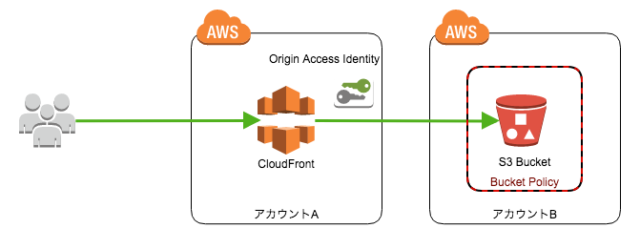 AWS
AWS
Origin Access Identity
CloudFront
S3 Bucket
Bucket Policy
アカウントA
アカウントB